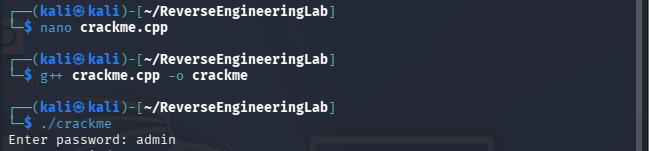 ┌──(kali㉿kali)-[~/ReverseEngineeringLab]
└─$ nano crackme.cpp
┌──(kali㉿kali)-[~/ReverseEngineeringLab]
└─$ g++ crackme.cpp -o crackme
┌──(kali㉿kali)-[~/ReverseEngineeringLab]
└─$ ./crackme
Enter password: admin